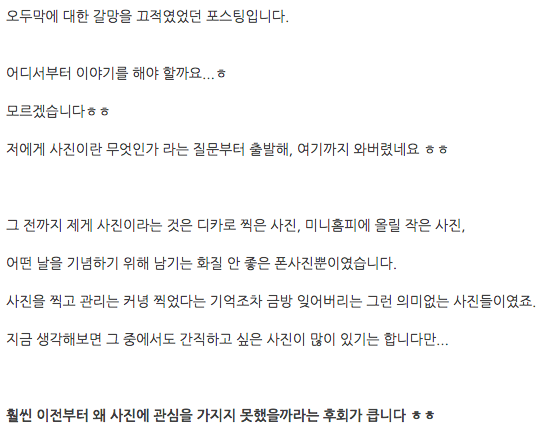 오두막에 대한 갈망을 끄적였었던 포스팅입니다.
어디서부터 이야기를 해야 할까요...ㅎ
모르겠습니다ㅎㅎ
저에게 사진이란 무엇인가 라는 질문부터 출발해, 여기까지 와버렸네요 ㅎㅎ
그 전까지 제게 사진이라는 것은 디카로 찍은 사진, 미니홈피에 올릴 작은 사진,
어떤 날을 기념하기 위해 남기는 화질 안 좋은 폰사진뿐이였습니다.
사진을 찍고 관리는 커녕 찍었다는 기억조차 금방 잊어버리는 그런 의미없는 사진들이였죠.
지금 생각해보면 그 중에서도 간직하고 싶은 사진이 많이 있기는 합니다만...
훨씬 이전부터 왜 사진에 관심을 가지지 못했을까라는 후회가 큽니다 ㅎㅎ